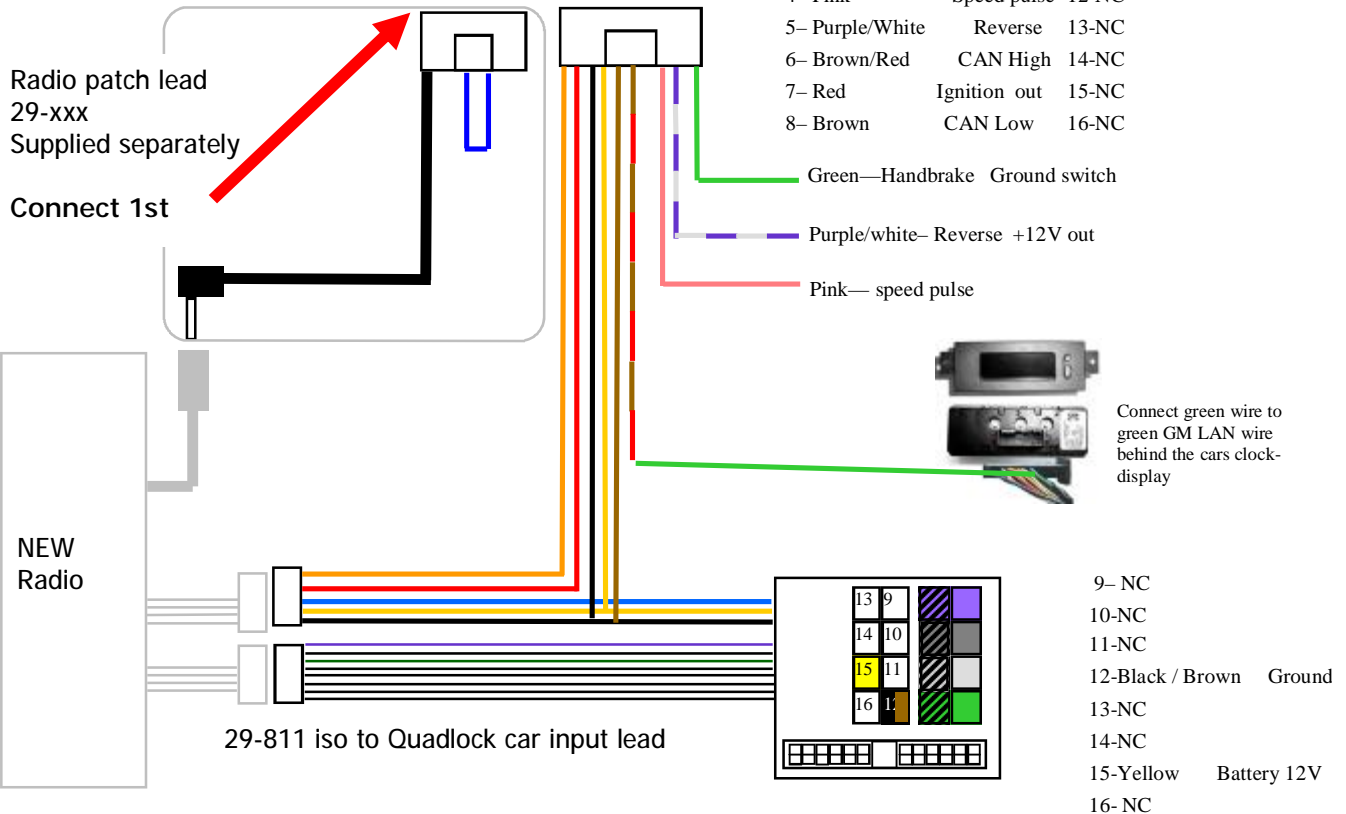 4– Pink Speed pulse 12-NC
5– Purple/White Reverse 13-NC
6– Brown/Red CAN High 14-NC
7– Red Ignition out 15-NC
8– Brown CAN Low 16-NC
Radio patch lead
29-xxx
Supplied separately
Connect 1st
Green—Handbrake Ground switch
Purple/white– Reverse +12V out
Pink— speed pulse
Connect green wire to
green GM LAN wire
behind the cars clock-
display
NEW
Radio
13 9
14 10
15 11
16
29-811 iso to Quadlock car input lead
9– NC
10-NC
11-NC
12-Black / Brown Ground
13-NC
14-NC
15-Yellow Battery 12V
16- NC